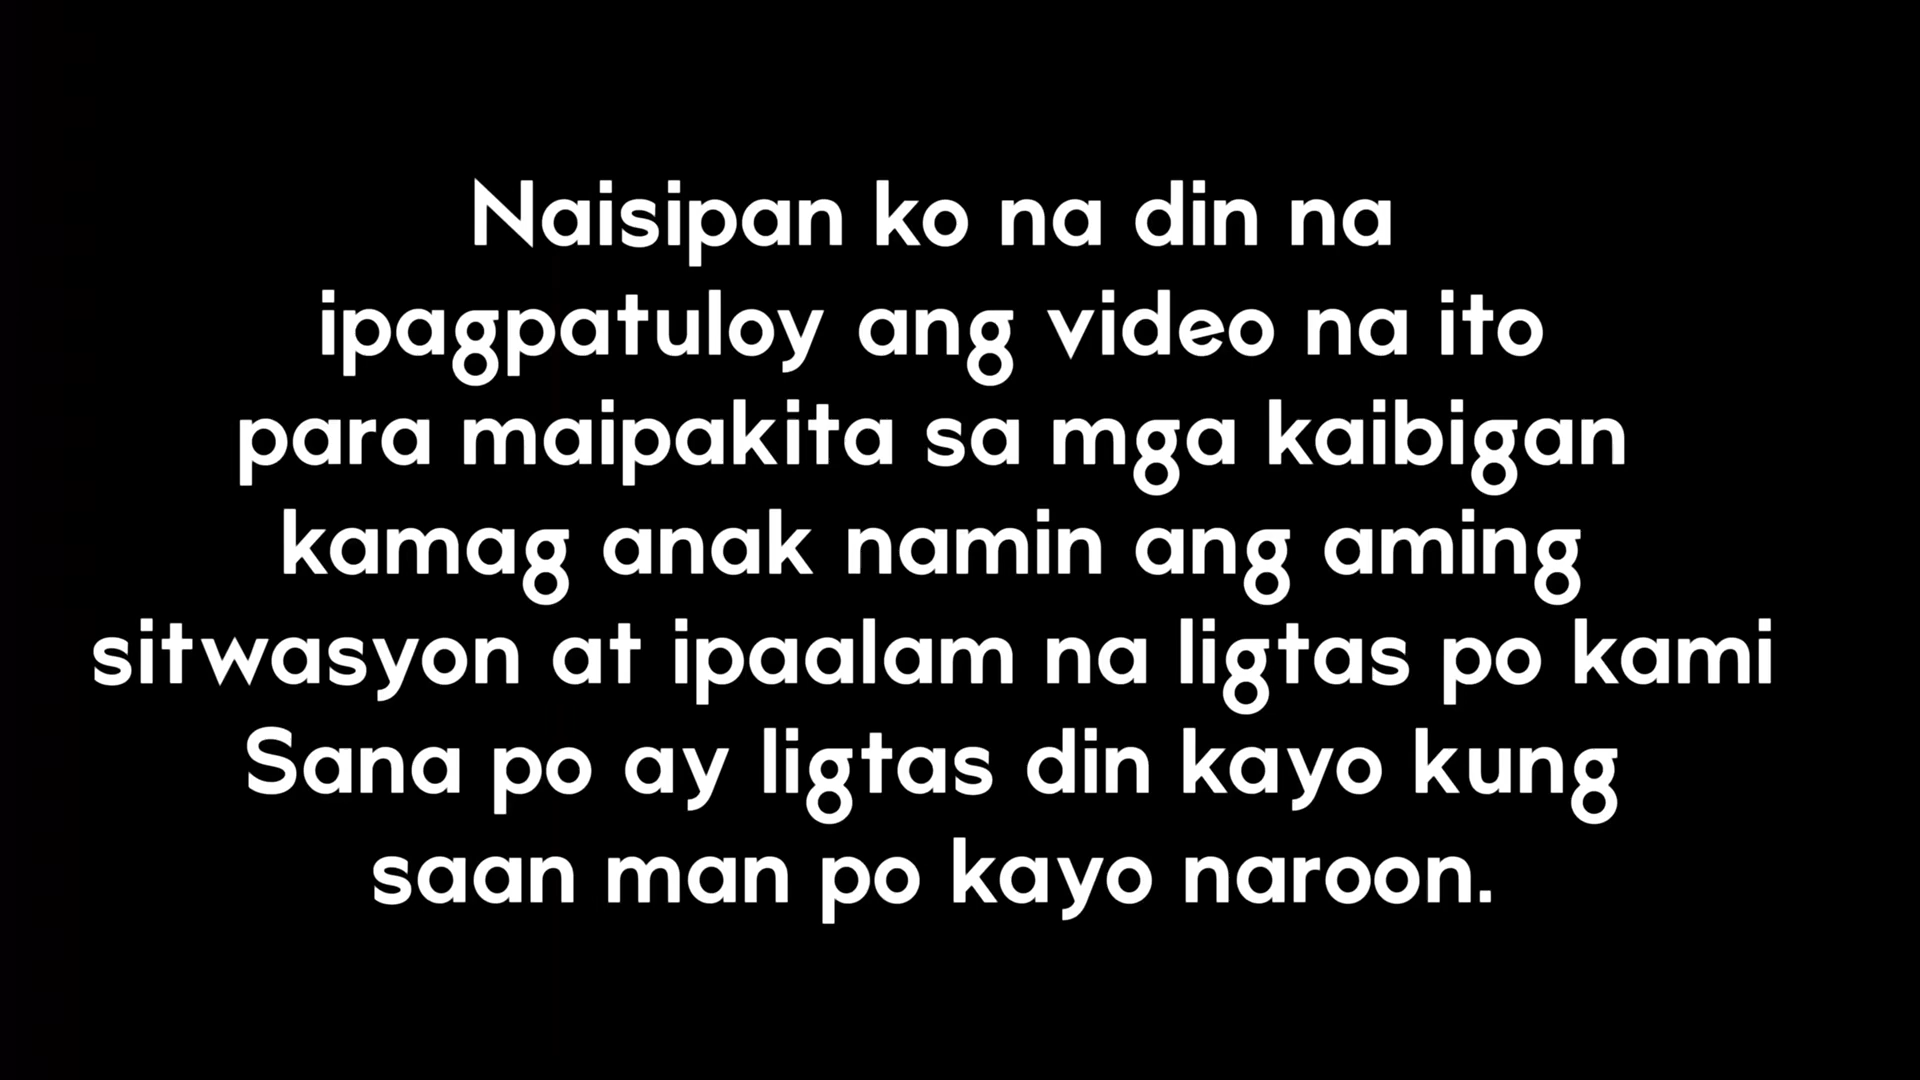 Naisipan ko na din na
ipagpatuloy ang video na ito
para maipakita sa mga kaibigan
kamag anak namin ang aming
sitwasyon at ipaalam na ligtas po kami
Sana po ay ligtas din kayo kung
saan man po kayo naroon.